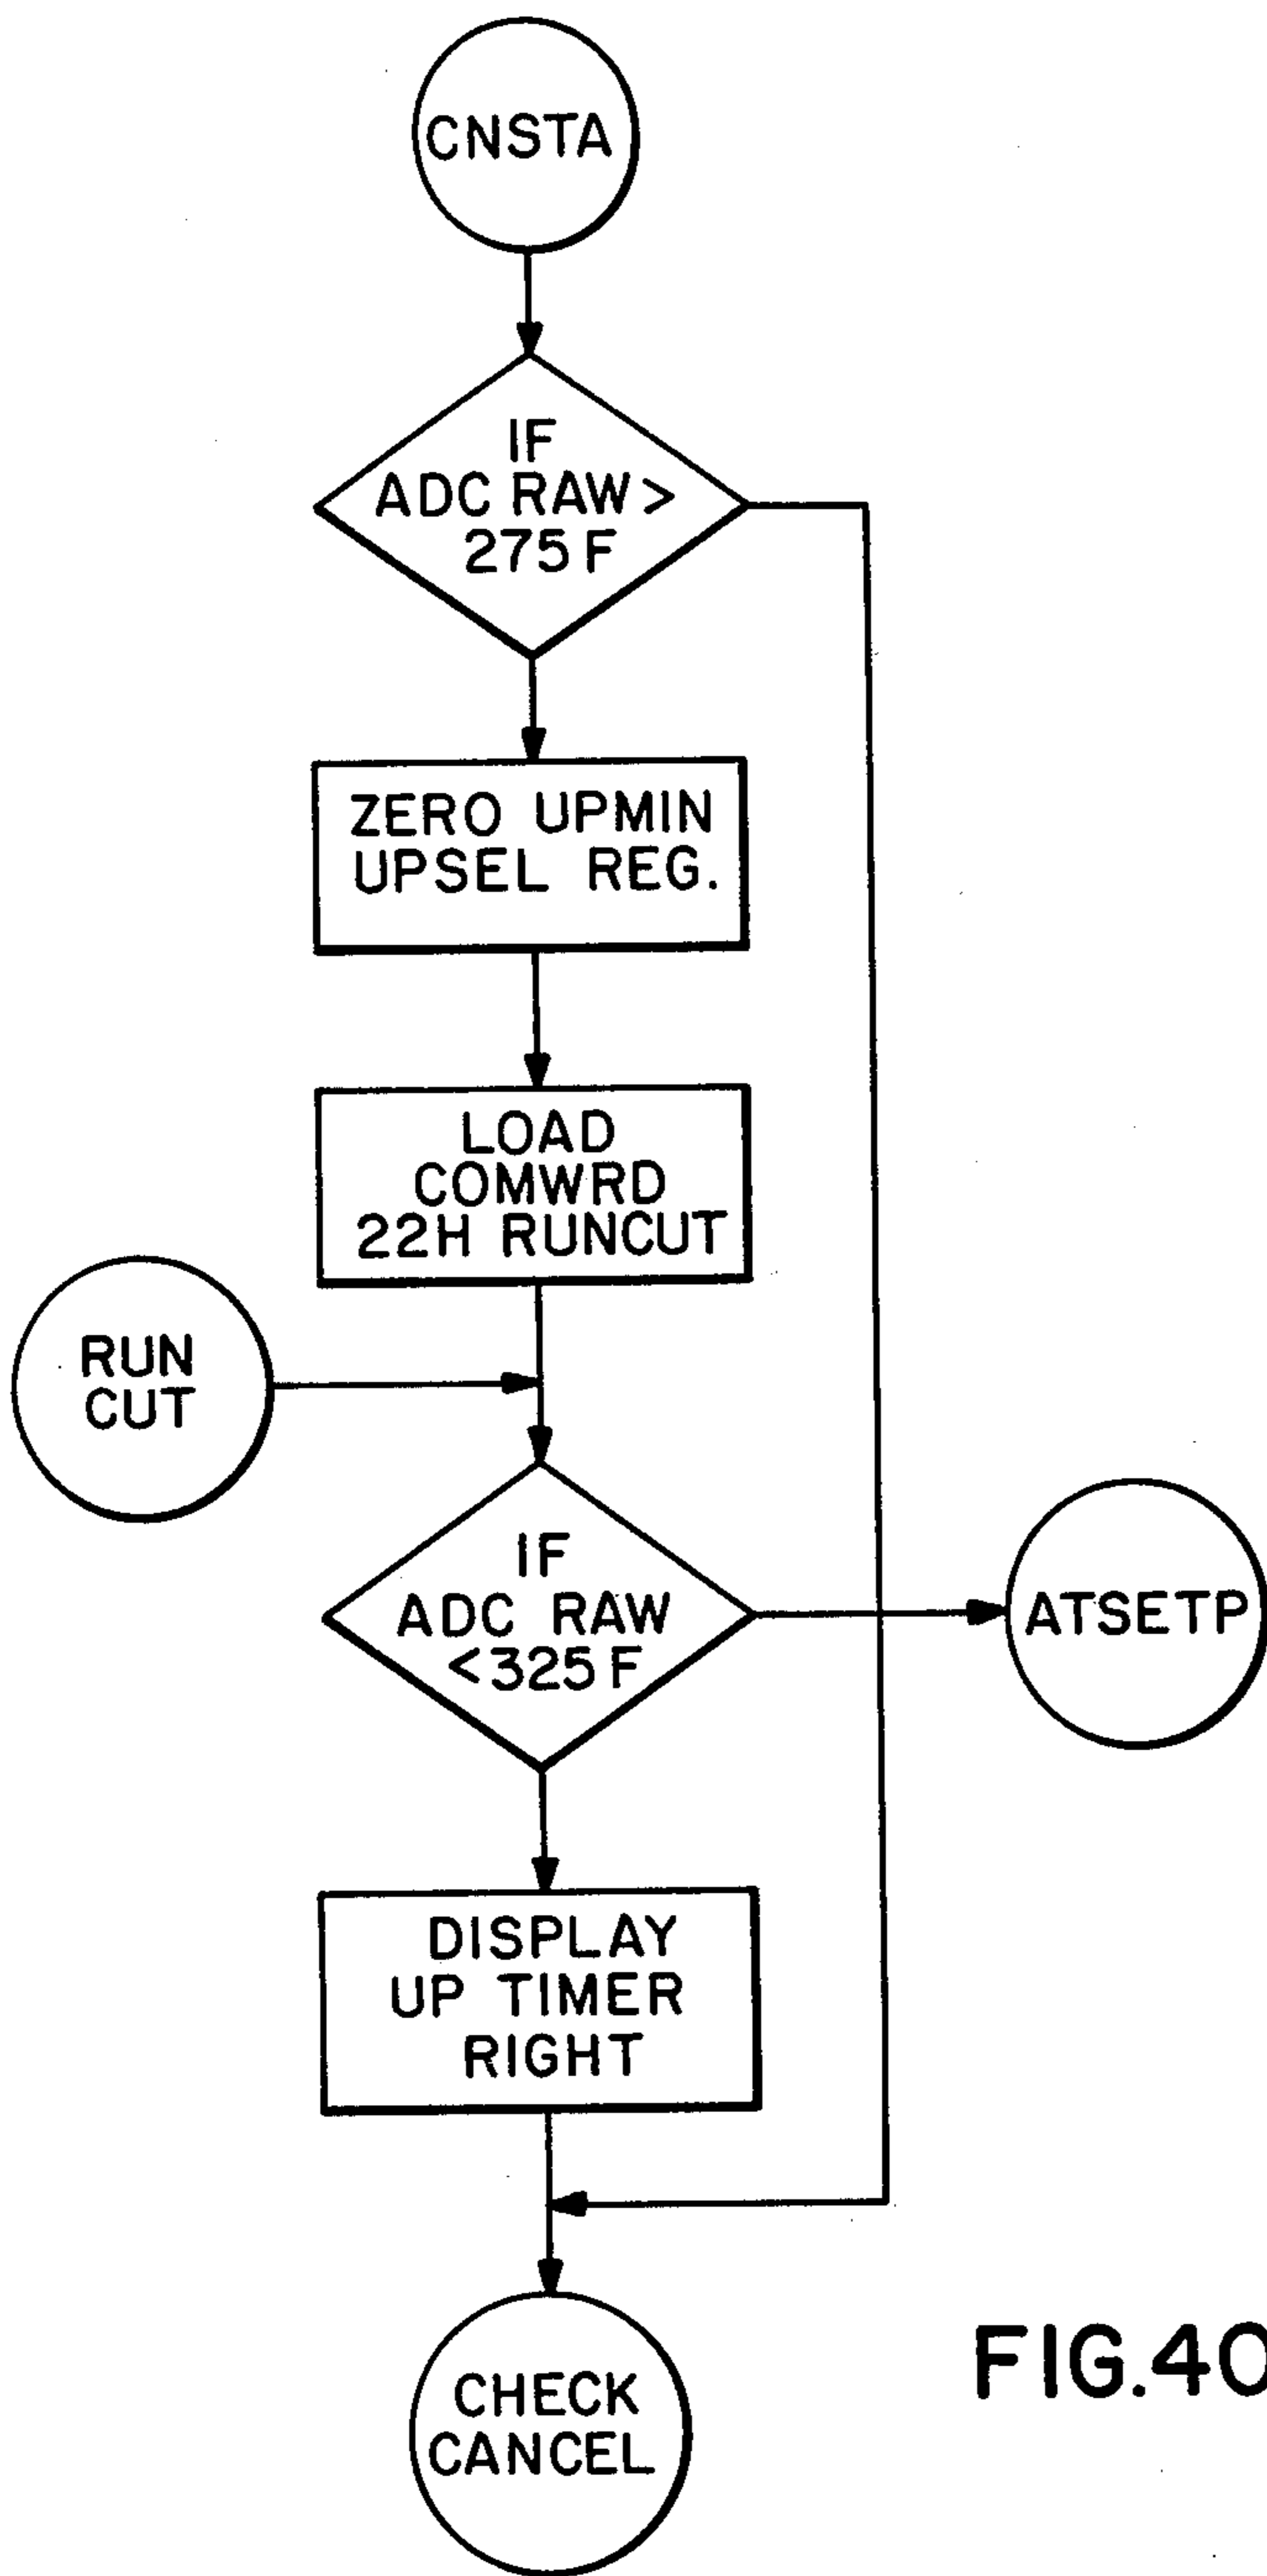 CNSTA
IF
ADC RAW >
275 F
ZERO UPMIN
UPSEL REG.
LOAD
COMWRD
22H RUNCUT
RUN
CUT
IF
ADC RAW
<325 F
ATSETP
DISPLAY
UP TIMER
RIGHT
CHECK
CANCEL
FIG.40